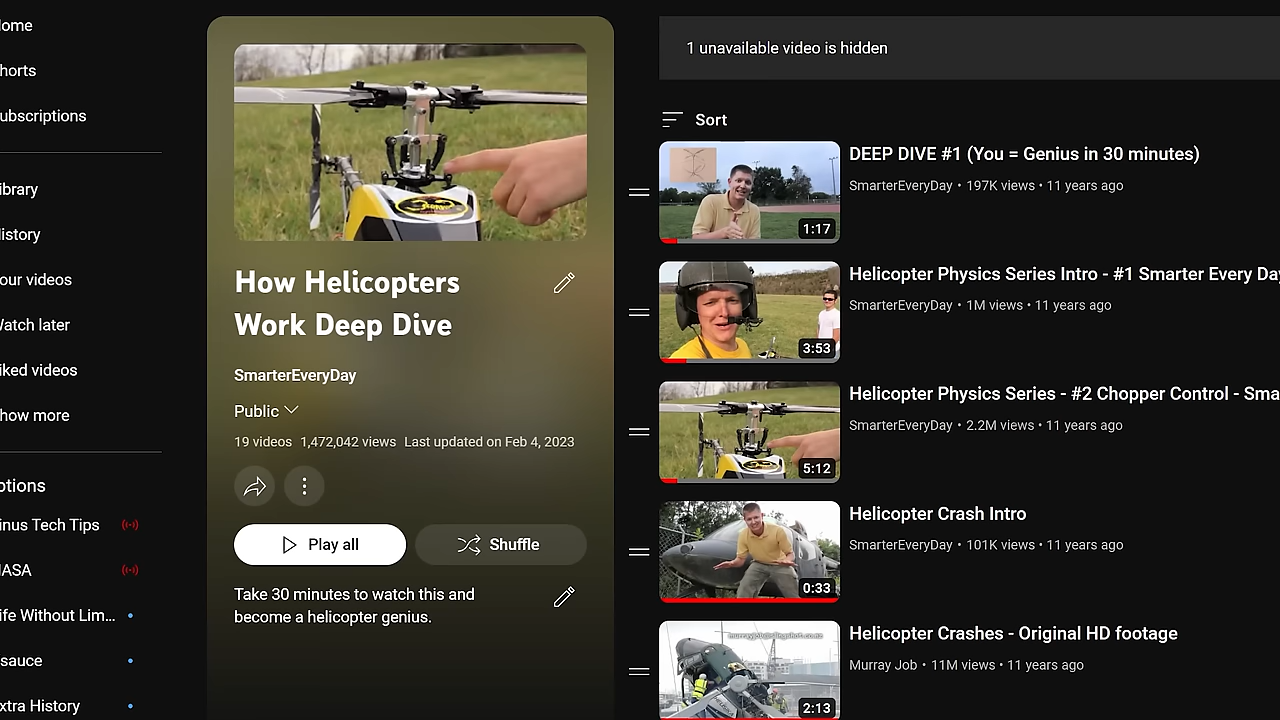 ome
horts
ubscriptions
ibrary
istory
our videos
Watch later
iked videos
how more
ptions
inus Tech Tips
IASA
ife Without Lim...
sauce
xtra History
How Helicopters
Work Deep Dive
SmarterEveryDay
Public
19 videos 1,472,042 views Last updated on Feb 4, 2023
Play all
Shuffle
Take 30 minutes to watch this and
become a helicopter genius.
1 unavailable video is hidden
Sort
1:17
DEEP DIVE #1 (You = Genius in 30 minutes)
SmarterEveryDay • 197K views • 11 years ago
3:53
Helicopter Physics Series Intro - #1 Smarter Every Day
SmarterEveryDay • 1M views • 11 years ago
5:12
Helicopter Physics Series - #2 Chopper Control - Sma
SmarterEveryDay • 2.2M views • 11 years ago
0:33
Helicopter Crash Intro
SmarterEveryDay • 101K views • 11 years ago
2:13
Helicopter Crashes - Original HD footage
Murray Job • 11M views • 11 years ago